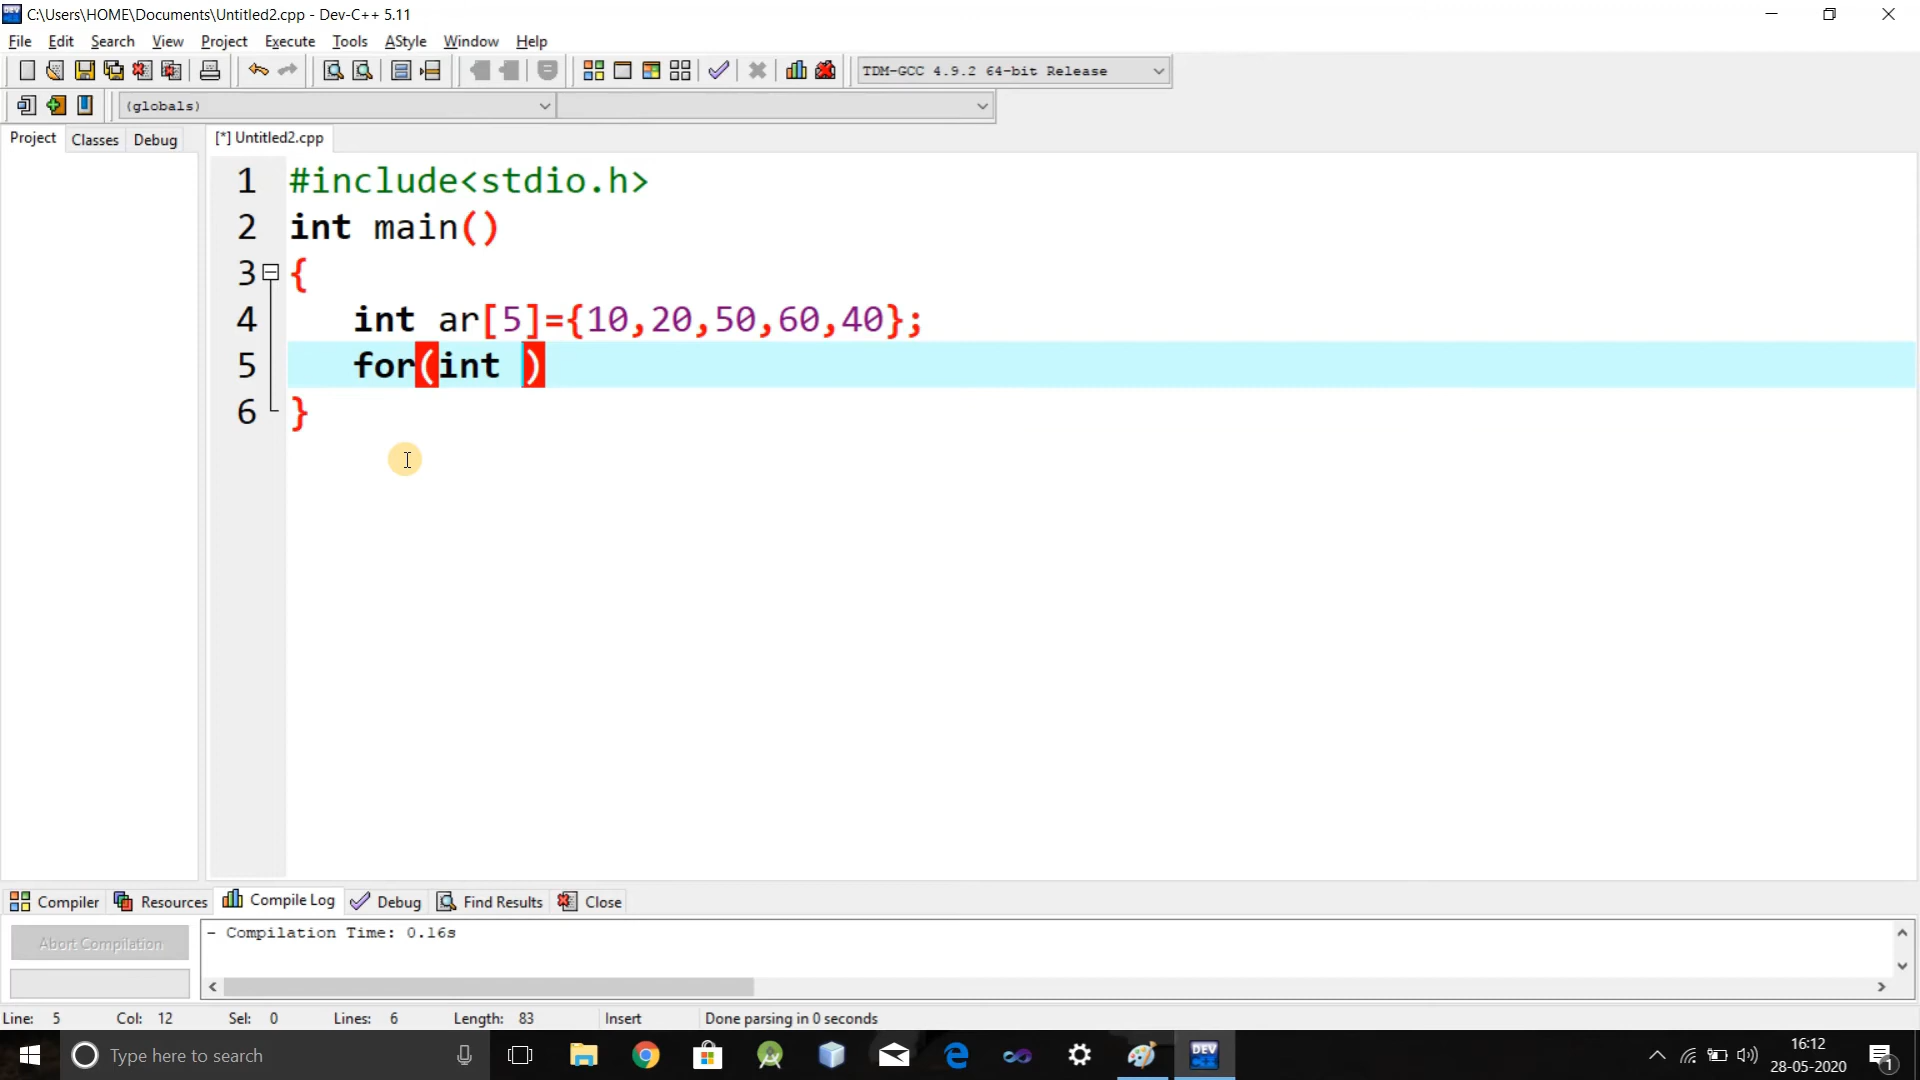 C:\Users\HOME\Documents\Untitled2.cpp - Dev-C++ 5.11
File Edit Search View Project Execute Tools AStyle Window Help
TDM-GCC 4.9.2 64-bit Release
(globals)
Project Classes Debug [*] Untitled2.cpp
1 #include<stdio.h>
2 int main()
3 {
4 int ar[5]={10,20,50,60,40};
5 for(int )
6 }
Compiler Resources Compile Log Debug Find Results Close
Abort Compilation
- Compilation Time: 0.16s
Line: 5 Col: 12 Sel: 0 Lines: 6 Length: 83 Insert Done parsing in 0 seconds
Type here to search
DEV
16:12
28-05-2020
1